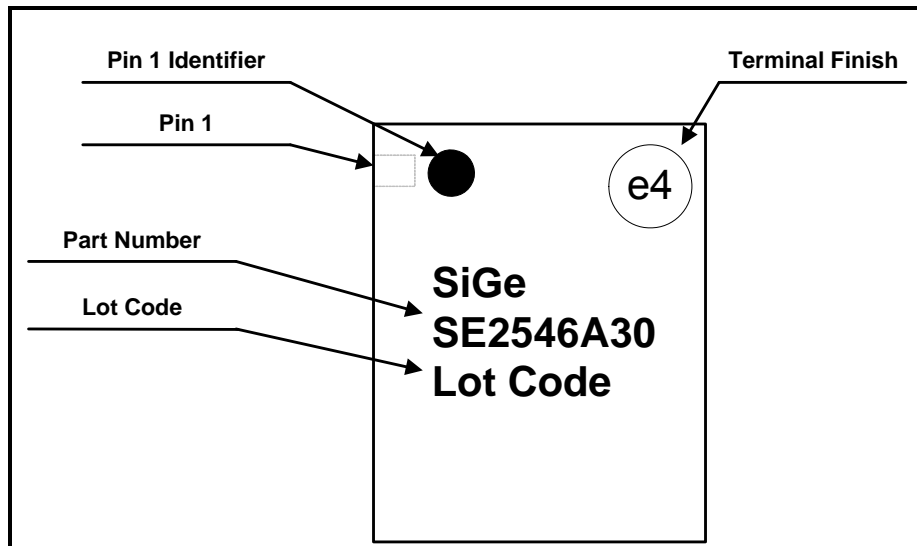 Pin 1 Identifier
Terminal Finish
Pin 1
e4
Part Number
SiGe
Lot Code
SE2546A30
Lot Code